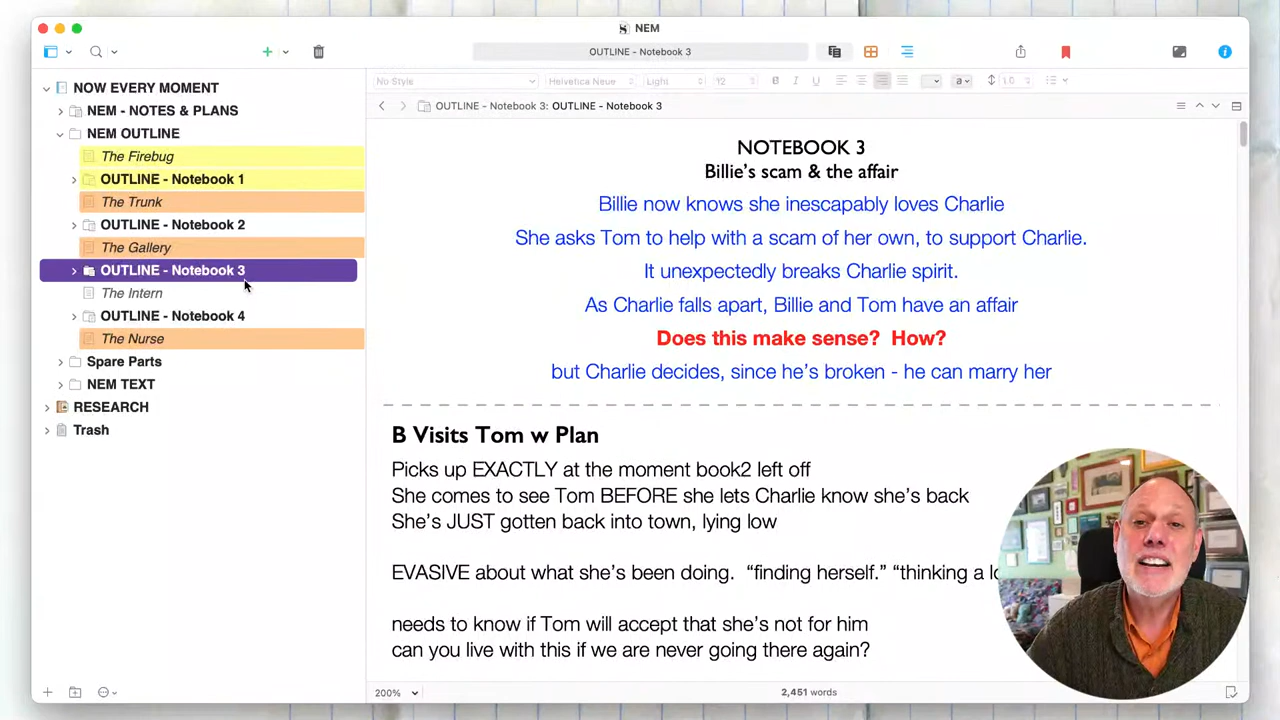 NEM
OUTLINE - Notebook 3
No Style
Helvetica Neue
Light
12
B I U
a
1.0
NOW EVERY MOMENT
NEM - NOTES & PLANS
NEM OUTLINE
The Firebug
OUTLINE - Notebook 1
The Trunk
OUTLINE - Notebook 2
The Gallery
OUTLINE - Notebook 3
The Intern
OUTLINE - Notebook 4
The Nurse
Spare Parts
NEM TEXT
RESEARCH
Trash
OUTLINE - Notebook 3: OUTLINE - Notebook 3
NOTEBOOK 3
Billie’s scam & the affair
Billie now knows she inescapably loves Charlie
She asks Tom to help with a scam of her own, to support Charlie.
It unexpectedly breaks Charlie spirit.
As Charlie falls apart, Billie and Tom have an affair
Does this make sense? How?
but Charlie decides, since he’s broken - he can marry her
B Visits Tom w Plan
Picks up EXACTLY at the moment book2 left off
She comes to see Tom BEFORE she lets Charlie know she’s back
She’s JUST gotten back into town, lying low
EVASIVE about what she’s been doing. “finding herself.” “thinking a
needs to know if Tom will accept that she’s not for him
can you live with this if we are never going there again?
200%
2,451 words